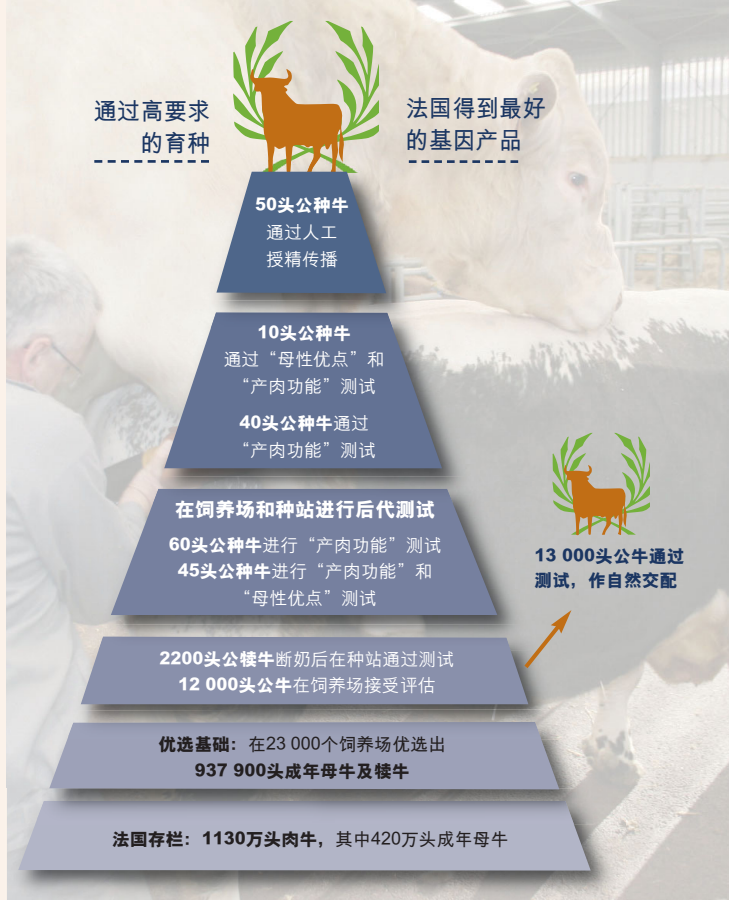 通过高要求
的育种
法国得到最好
的基因产品
50头公种牛
通过人工
授精传播
10头公种牛
通过“母性优点”和
“产肉功能”测试
40头公种牛通过
“产肉功能”测试
在饲养场和种站进行后代测试
60头公种牛进行“产肉功能”测试
45头公种牛进行“产肉功能”和
“母性优点”测试
13 000头公牛通过
测试，作自然交配
2200头公犊牛断奶后在种站通过测试
12 000头公牛在饲养场接受评估
优选基础：在23 000个饲养场优选出
937 900头成年母牛及犊牛
法国存栏：1130万头肉牛，其中420万头成年母牛